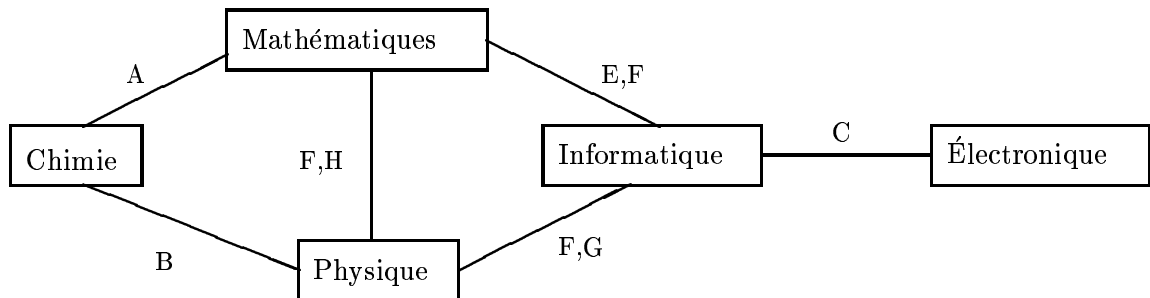 Mathématiques
A
E,F
C
Chimie
F,H
Informatique
Électronique
B
F,G
Physique